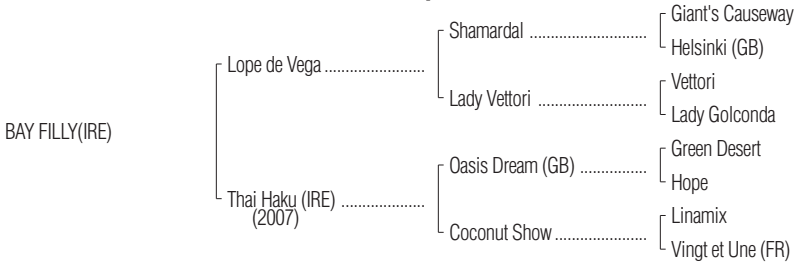 Giant's Causeway
Shamardal ............................
Helsinki (GB)
Lope de Vega ......................
Vettori
Lady Vettori ..........................
Lady Golconda
BAY FILLY(IRE)
Green Desert
Oasis Dream (GB) ................
Hope
Thai Haku (IRE) ..................
(2007)
Linamix
Coconut Show ......................
Vingt et Une (FR)